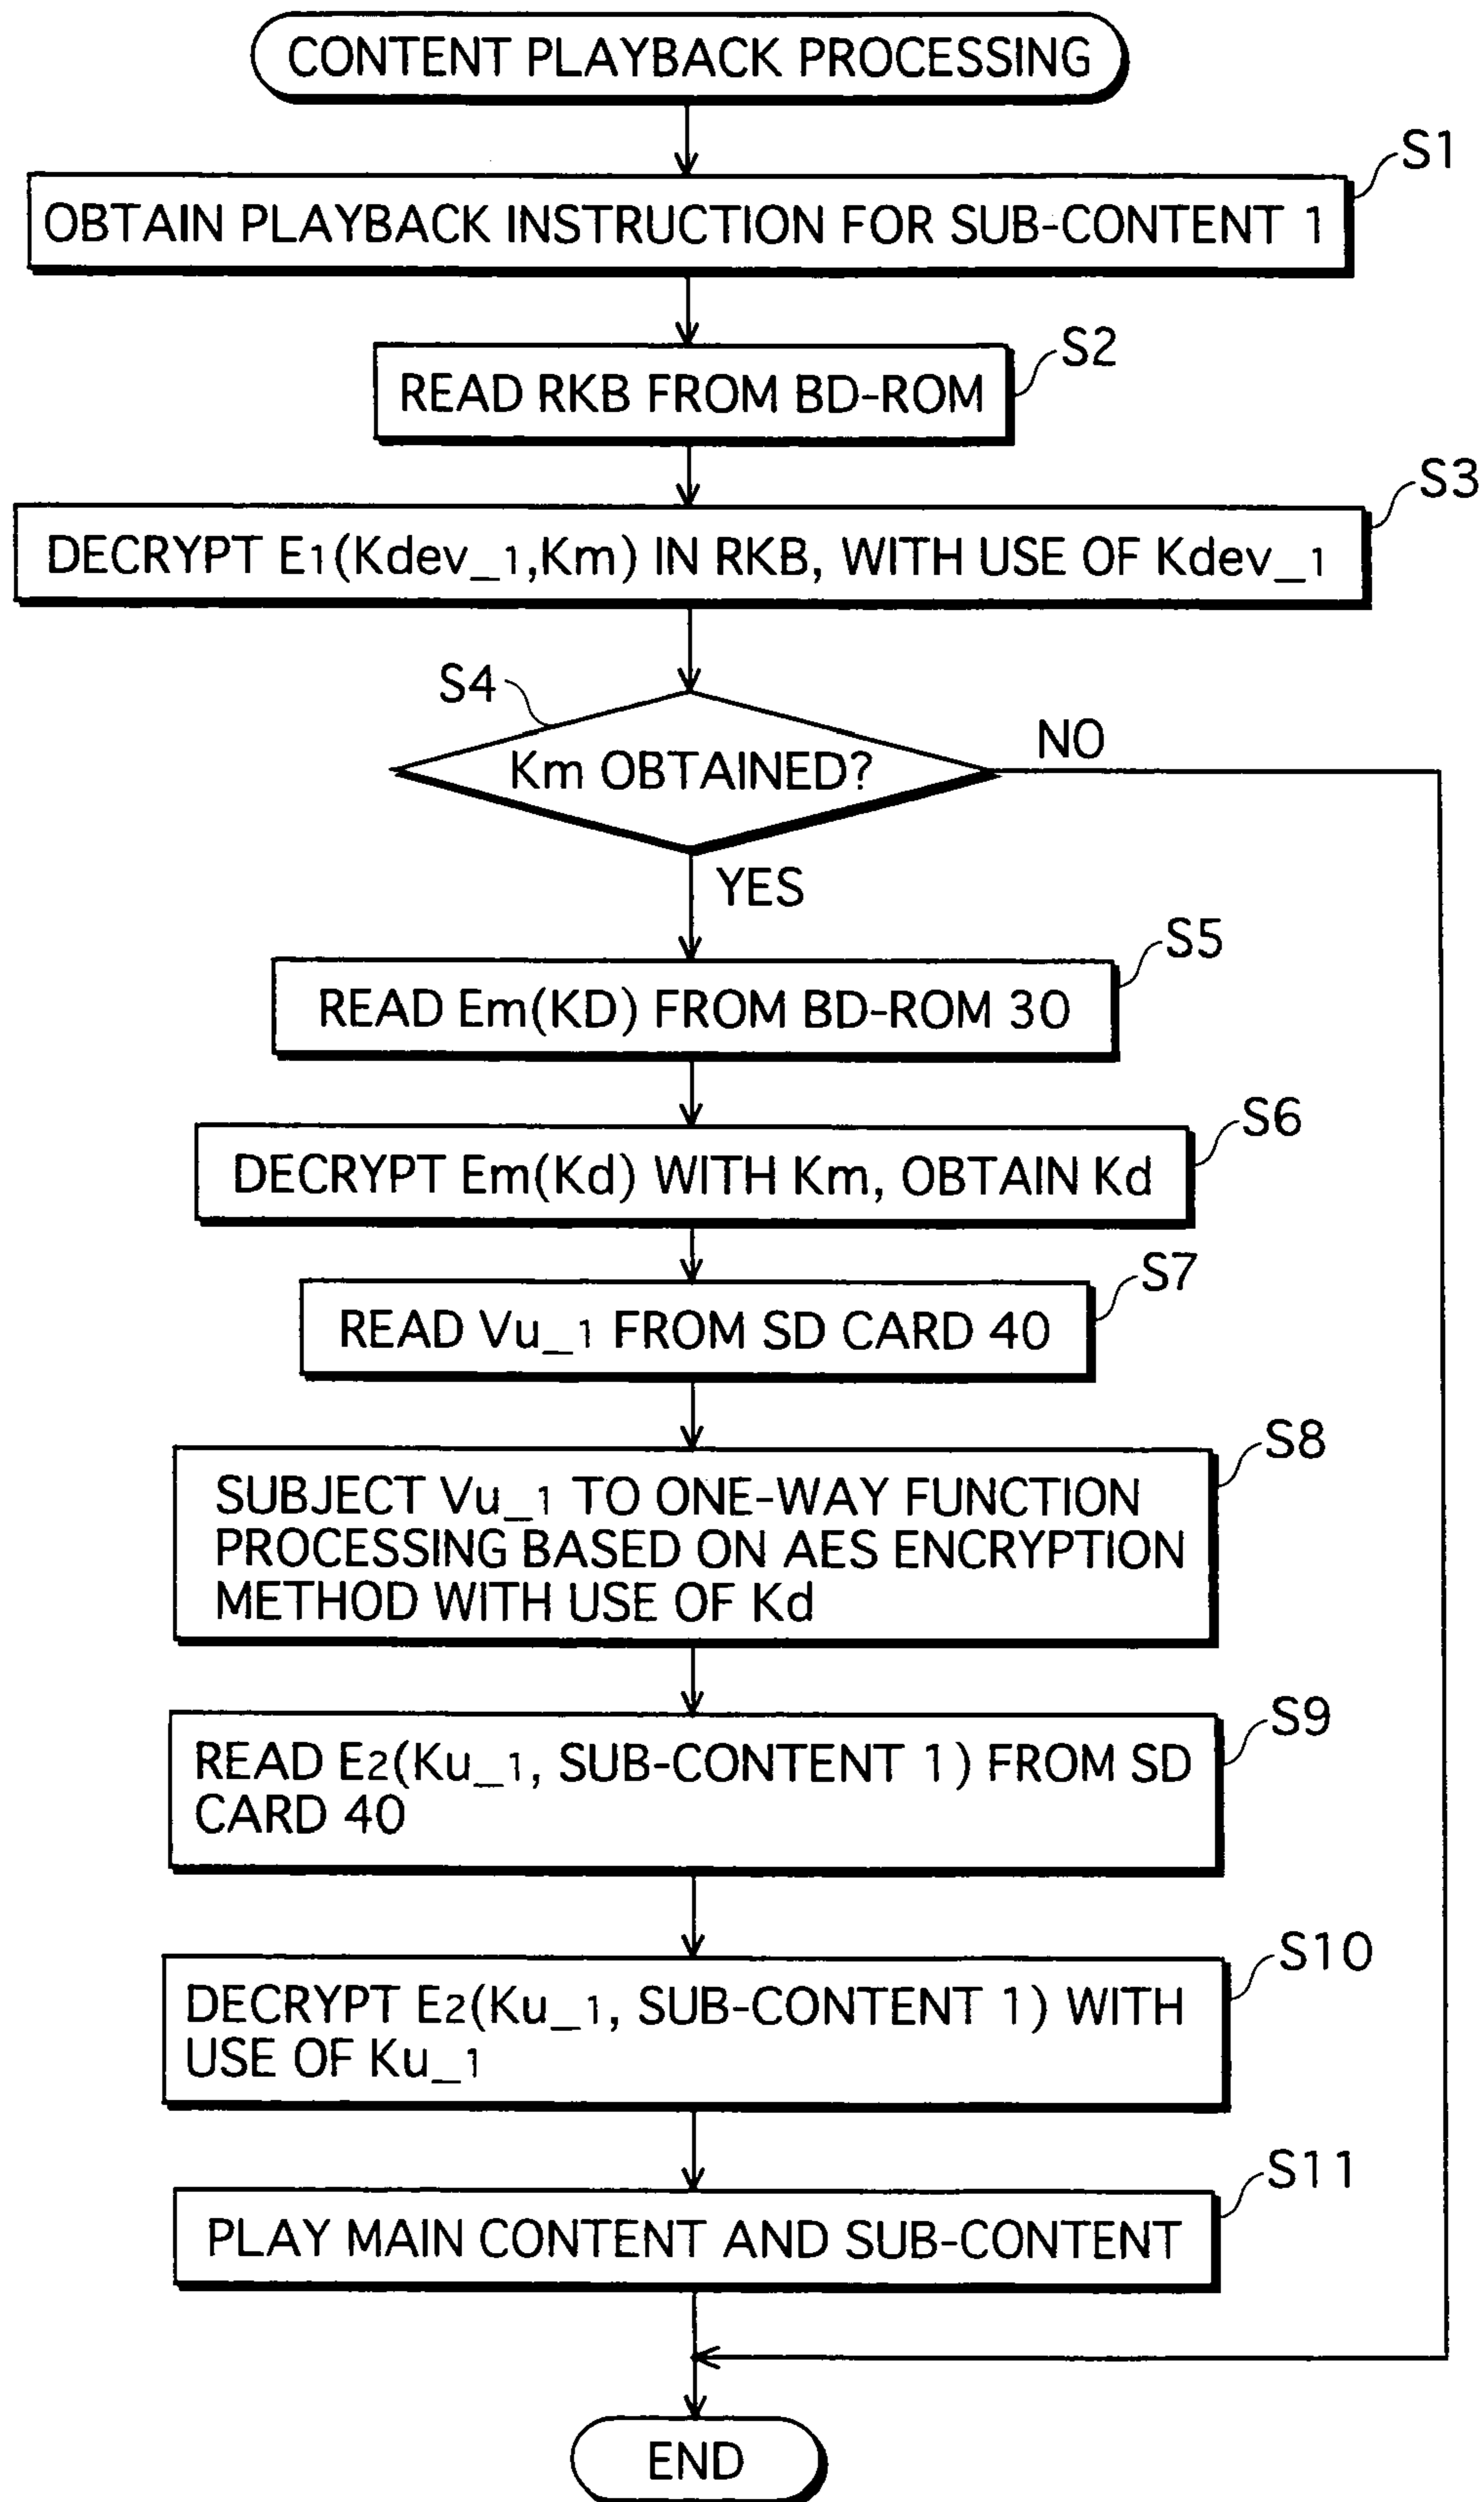 CONTENT PLAYBACK PROCESSING
S1
OBTAIN PLAYBACK INSTRUCTION FOR SUB-CONTENT 1
S2
READ RKB FROM BD-ROM
S3
DECRYPT E1(Kdev_1,Km) IN RKB, WITH USE OF Kdev_1
S4
Km OBTAINED?
NO
YES
S5
READ Em(KD) FROM BD-ROM 30
S6
DECRYPT Em(Kd) WITH Km, OBTAIN Kd
S7
READ Vu_1 FROM SD CARD 40
S8
SUBJECT Vu_1 TO ONE-WAY FUNCTION
PROCESSING BASED ON AES ENCRYPTION
METHOD WITH USE OF Kd
S9
READ E2(Ku_1, SUB-CONTENT 1) FROM SD
CARD 40
S10
DECRYPT E2(Ku_1, SUB-CONTENT 1) WITH
USE OF Ku_1
S11
PLAY MAIN CONTENT AND SUB-CONTENT
END